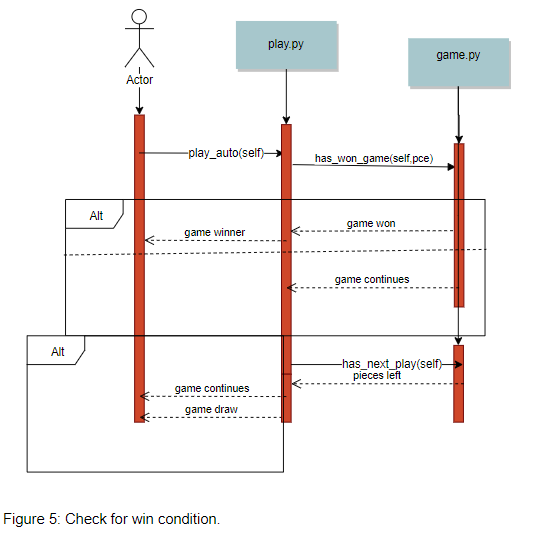 play.py
game.py
Actor
play_auto(self)
has_won_game(self,pce)
Alt
game won
game winner
game continues
Alt
has_next_play(self)
pieces left
game continues
game draw
Figure 5: Check for win condition.